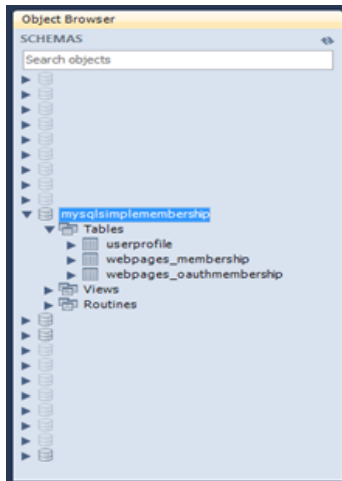 Object Browser
SCHEMAS
Search objects
mysqlsimplemembership
Tables
userprofile
webpages_membership
webpages_oauthmembership
Views
Routines